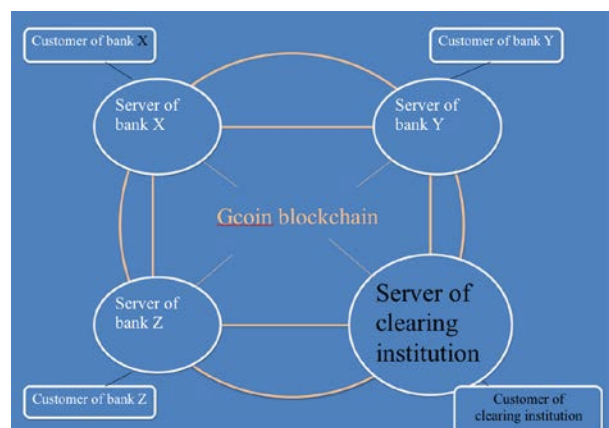 Customer of bank X
Customer of bank Y
Server of
bank X
Server of
bank Y
Gcoin blockchain
Server of
bank Z
Server of
clearing
institution
Customer of bank Z
Customer of
clearing institution